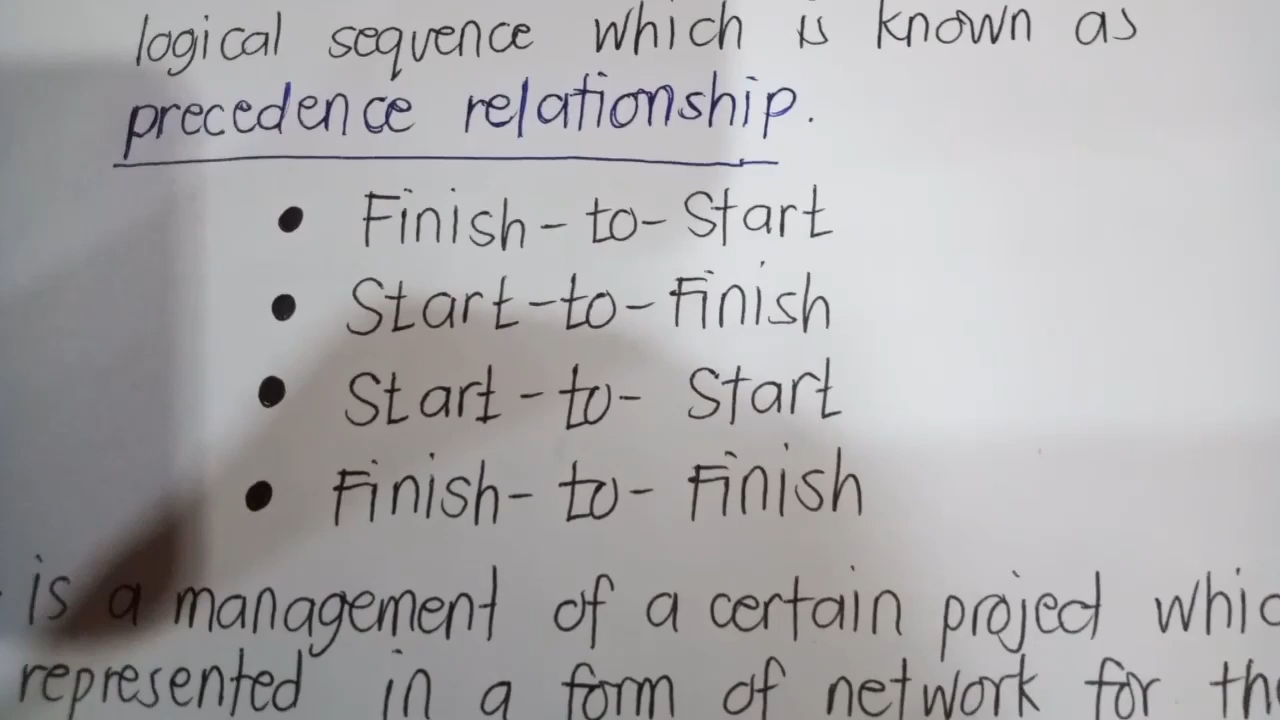 logical sequence which is known as
precedence relationship.
• Finish-to-Start
• Start-to-Finish
• Start-to-Start
• Finish-to-Finish
is a management of a certain project
represented in a form of network for